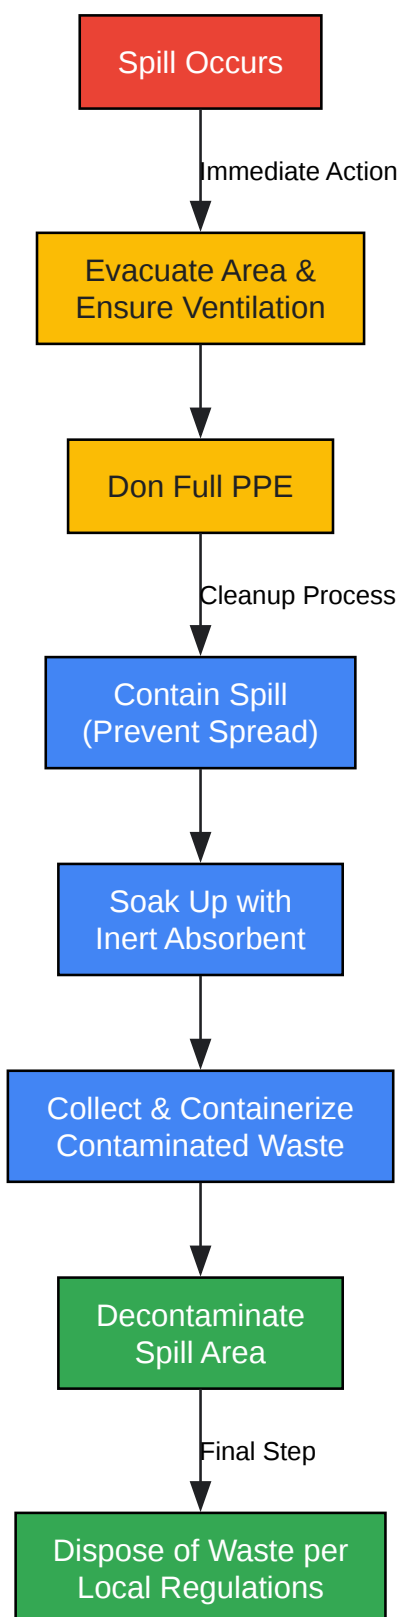 Spill Occurs
Immediate Action
Evacuate Area &
Ensure Ventilation
Don Full PPE
Cleanup Process
Contain Spill
(Prevent Spread)
Soak Up with
Inert Absorbent
Collect & Containerize
Contaminated Waste
Decontaminate
Spill Area
Final Step
Dispose of Waste per
Local Regulations